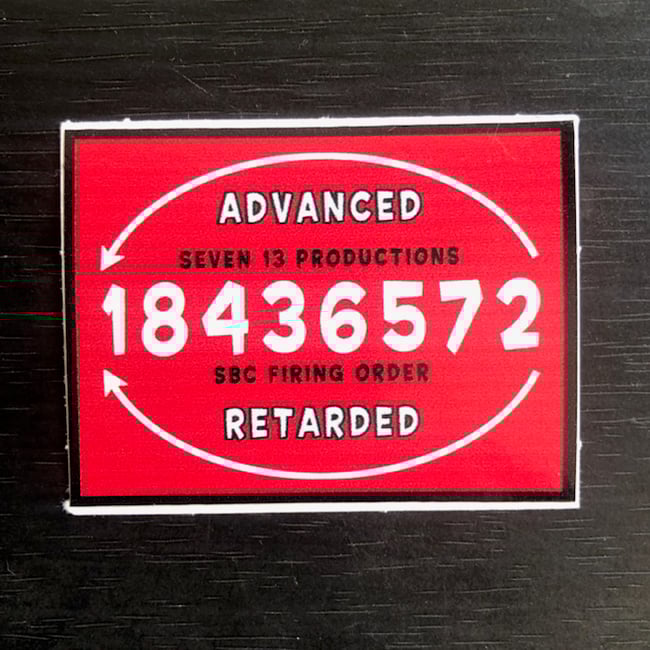 ADVANCED
SEVEN 13 PRODUCTIONS
18436572
SBC FIRING ORDER
RETARDED